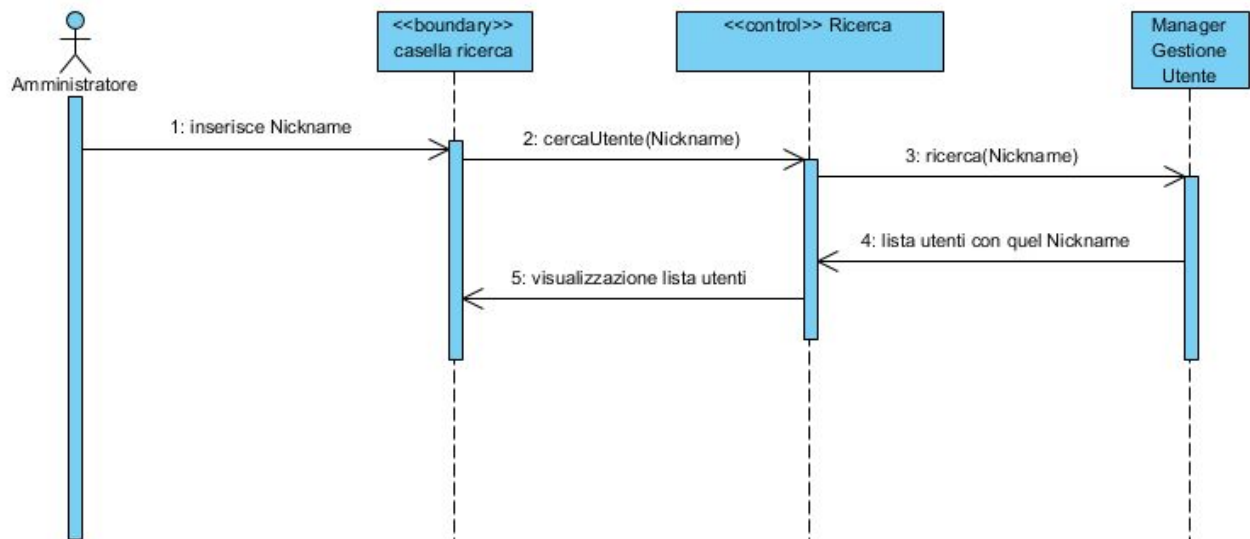 Amministratore
<<boundary>>
casella ricerca
<<control>> Ricerca
Manager
Gestione
Utente
1: inserisce Nickname
2: cercaUtente(Nickname)
3: ricerca(Nickname)
4: lista utenti con quel Nickname
5: visualizzazione lista utenti